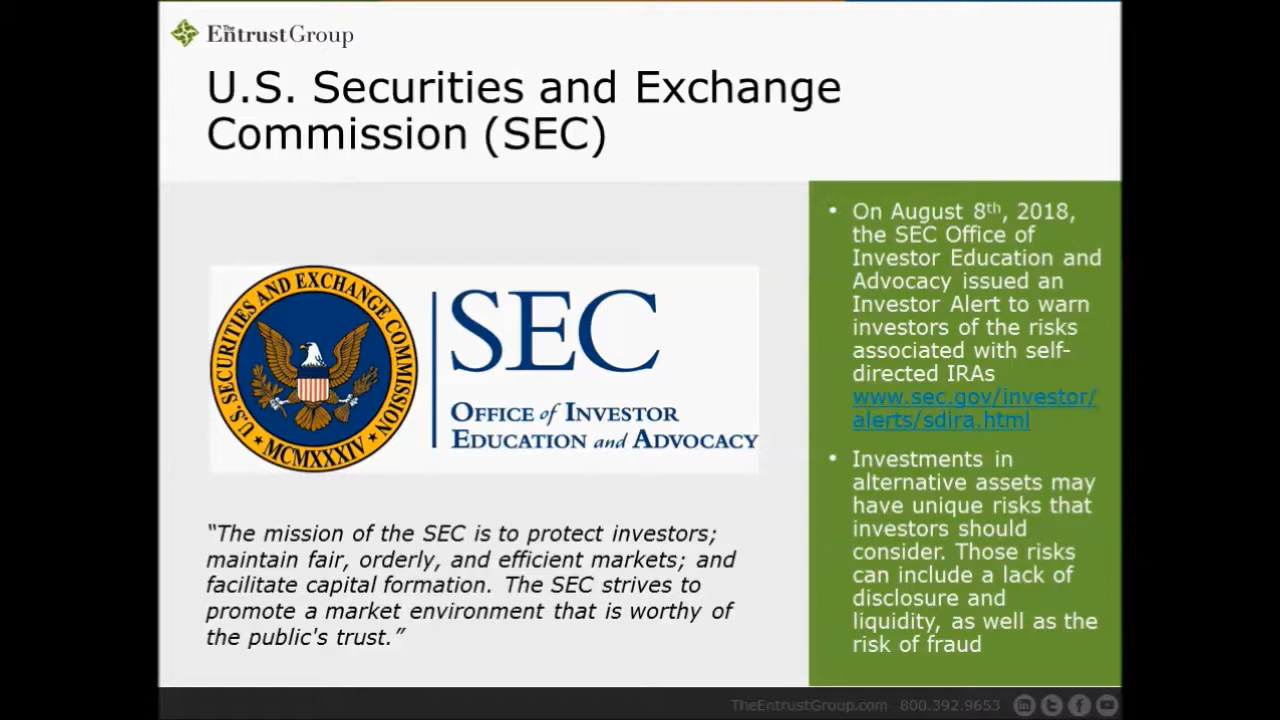 The
EntrustGroup
U.S. Securities and Exchange
Commission (SEC)
U.S. SECURITIES AND EXCHANGE COMMISSION
MCMXXXIV
SEC
OFFICE of INVESTOR
EDUCATION and ADVOCACY
“The mission of the SEC is to protect investors;
maintain fair, orderly, and efficient markets; and
facilitate capital formation. The SEC strives to
promote a market environment that is worthy of
the public's trust.”
• On August 8th, 2018,
the SEC Office of
Investor Education and
Advocacy issued an
Investor Alert to warn
investors of the risks
associated with self-
directed IRAs
www.sec.gov/investor/
alerts/sdira.html
• Investments in
alternative assets may
have unique risks that
investors should
consider. Those risks
can include a lack of
disclosure and
liquidity, as well as the
risk of fraud
TheEntrustGroup.com 800.392.9653